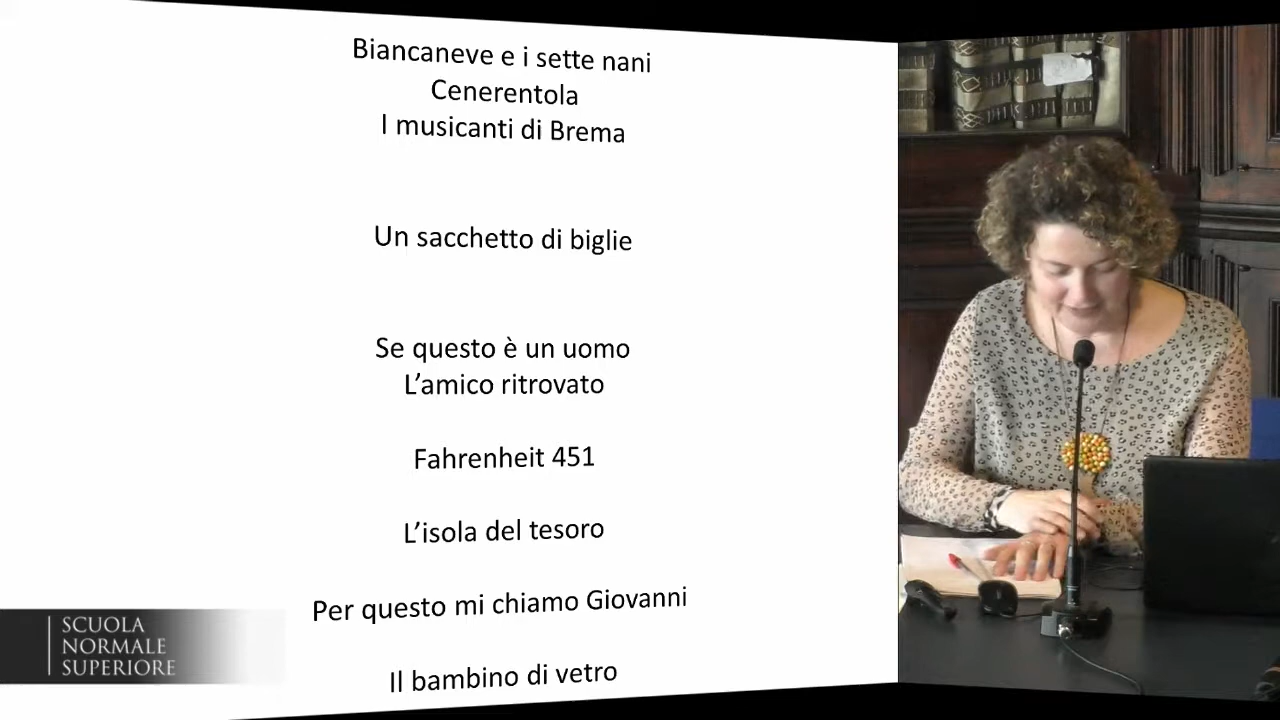 Biancaneve e i sette nani
Cenerentola
I musicanti di Brema
Un sacchetto di biglie
Se questo è un uomo
L’amico ritrovato
Fahrenheit 451
L’isola del tesoro
Per questo mi chiamo Giovanni
Il bambino di vetro
SCUOLA
NORMALE
SUPERIORE